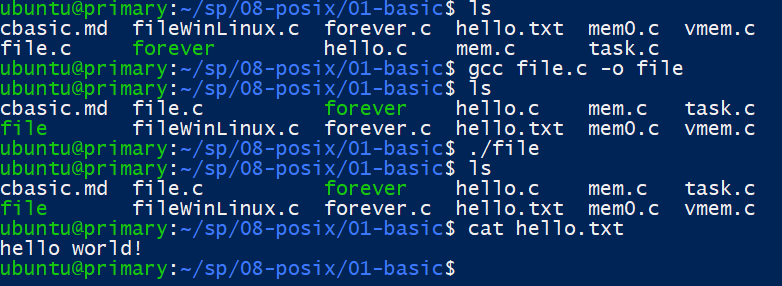 ubuntu@primary:~/sp/08-posix/01-basic$ ls
cbasic.md  fileWinLinux.c  forever.c  hello.txt  mem0.c  vmem.c
file.c     forever         hello.c    mem.c      task.c
ubuntu@primary:~/sp/08-posix/01-basic$ gcc file.c -o file
ubuntu@primary:~/sp/08-posix/01-basic$ ls
cbasic.md  file.c          forever    hello.c    mem.c   task.c
file       fileWinLinux.c  forever.c  hello.txt  mem0.c  vmem.c
ubuntu@primary:~/sp/08-posix/01-basic$ ./file
ubuntu@primary:~/sp/08-posix/01-basic$ ls
cbasic.md  file.c          forever    hello.c    mem.c   task.c
file       fileWinLinux.c  forever.c  hello.txt  mem0.c  vmem.c
ubuntu@primary:~/sp/08-posix/01-basic$ cat hello.txt
hello world!
ubuntu@primary:~/sp/08-posix/01-basic$